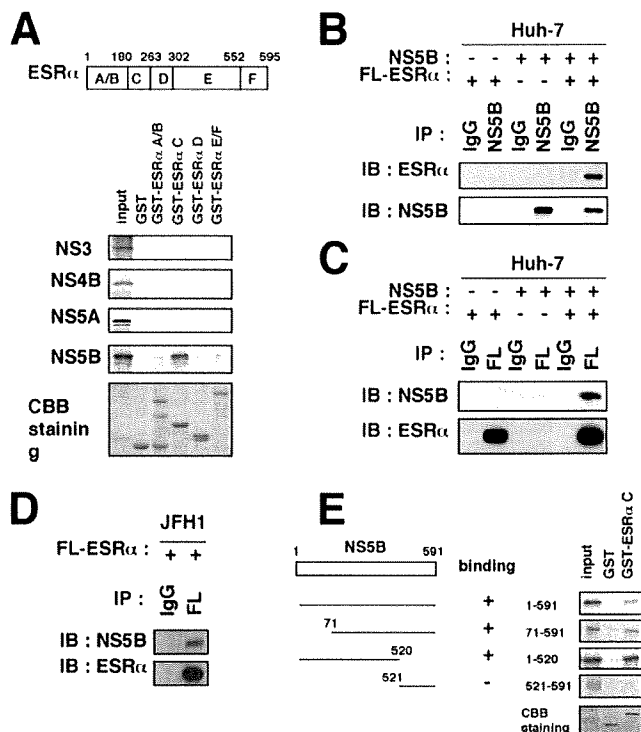 A
1 180 263 302 552 595
ESRα A/B C D E F
input GST GST-ESRα A/B GST-ESRα C GST-ESRα D GST-ESRα E/F
NS3
NS4B
NS5A
NS5B
CBB
stainin
g
B
Huh-7
NS5B : - - + + + +
FL-ESRα : + + - - + +
IP : IgG NS5B IgG NS5B IgG NS5B
IB : ESRα
IB : NS5B
C
Huh-7
NS5B : - - + + + +
FL-ESRα : + + - - + +
IP : IgG FL IgG FL IgG FL
IB : NS5B
IB : ESRα
D
JFH1
FL-ESRα : + +
IP : IgG FL
IB : NS5B
IB : ESRα
E
1 NS5B 591
binding
input GST GST-ESRα C
+ 1-591
71 + 71-591
520 + 1-520
521 - 521-591
CBB
staining